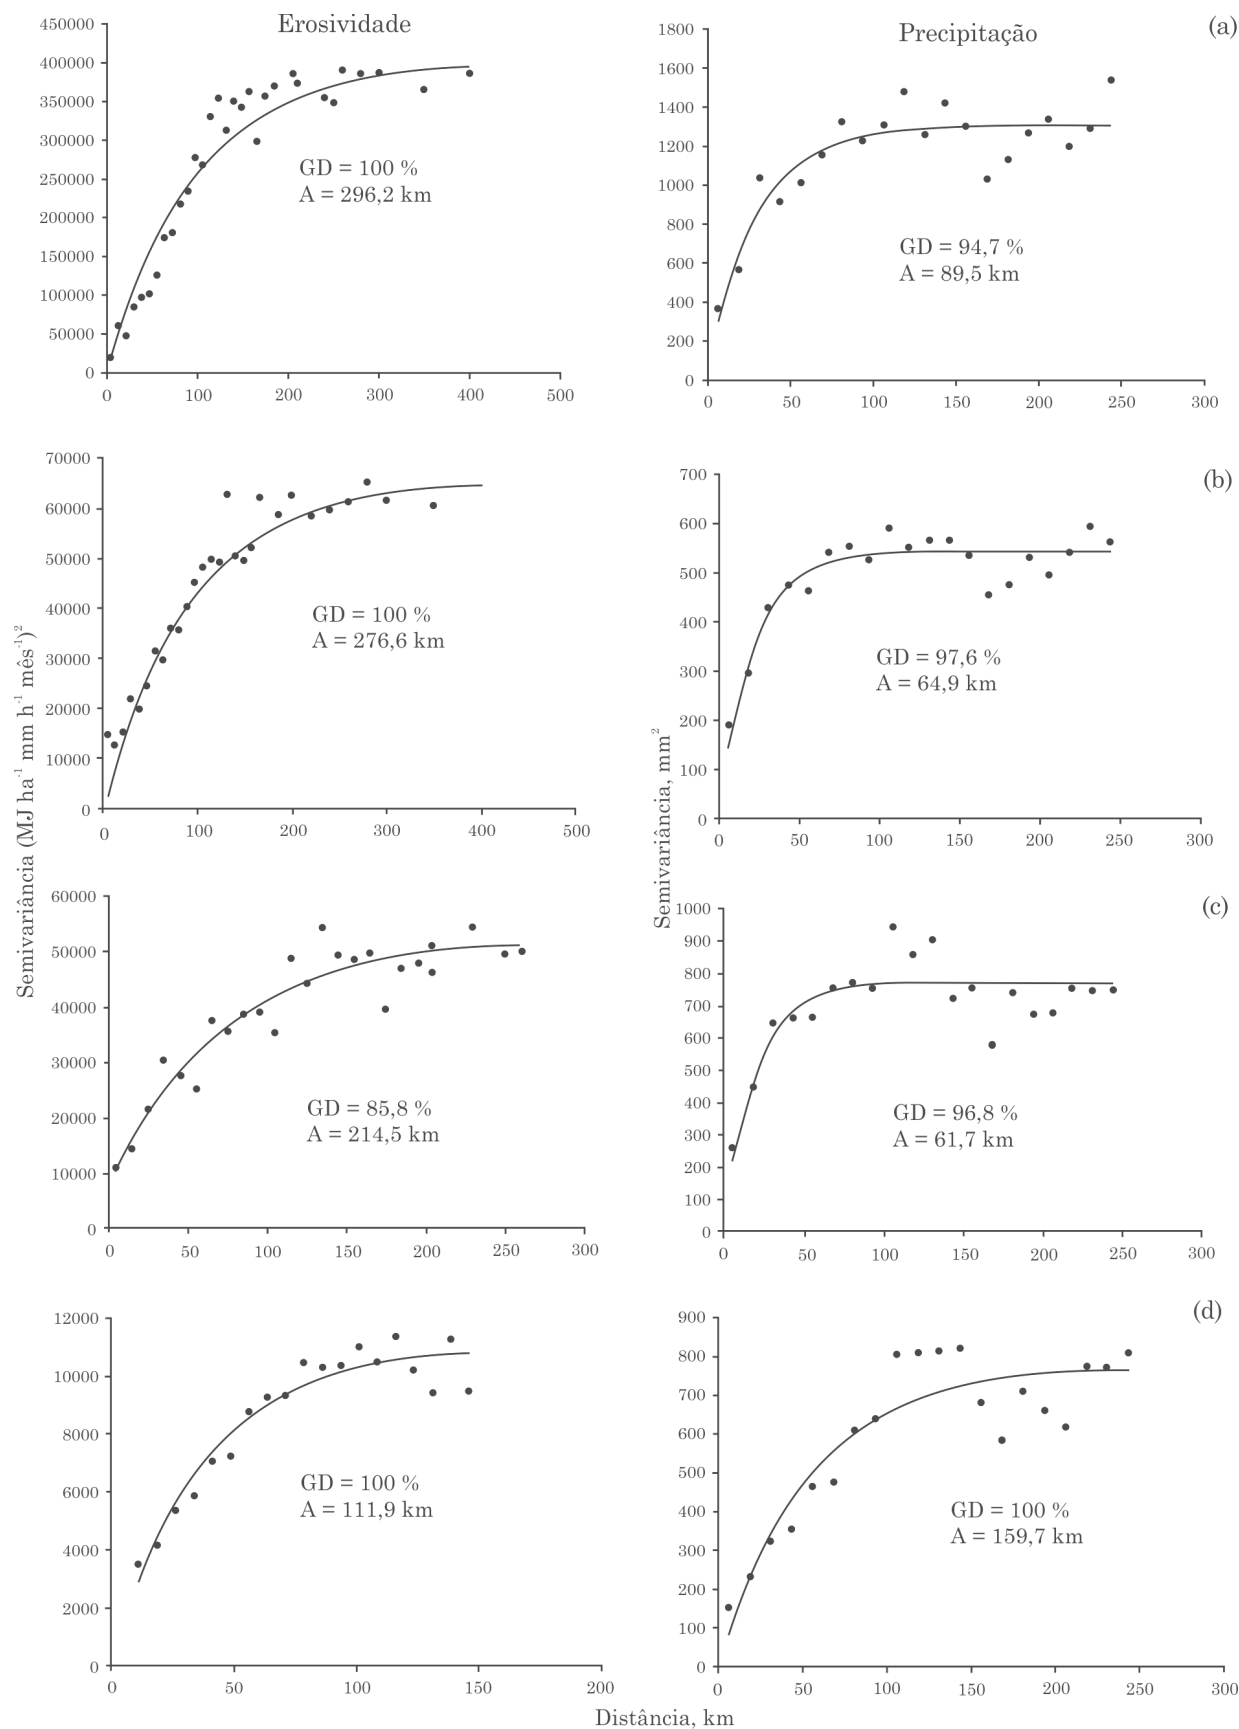 Erosividade
450000
400000
350000
300000
250000
200000
150000
100000
50000
0
0 100 200 300 400 500
GD = 100 %
A = 296,2 km
Precipitação
(a)
1800
1600
1400
1200
1000
800
600
400
200
0
0 50 100 150 200 250 300
GD = 94,7 %
A = 89,5 km
70000
60000
50000
40000
30000
20000
10000
0
0 100 200 300 400 500
GD = 100 %
A = 276,6 km
(b)
700
600
500
400
300
200
100
0
0 50 100 150 200 250 300
GD = 97,6 %
A = 64,9 km
Semivariância (MJ ha⁻¹ mm h⁻¹ mês⁻¹)²
Semivariância, mm²
60000
50000
40000
30000
20000
10000
0
0 50 100 150 200 250 300
GD = 85,8 %
A = 214,5 km
(c)
1000
900
800
700
600
500
400
300
200
100
0
0 50 100 150 200 250 300
GD = 96,8 %
A = 61,7 km
12000
10000
8000
6000
4000
2000
0
0 50 100 150 200
GD = 100 %
A = 111,9 km
(d)
900
800
700
600
500
400
300
200
100
0
0 50 100 150 200 250 300
GD = 100 %
A = 159,7 km
Distância, km